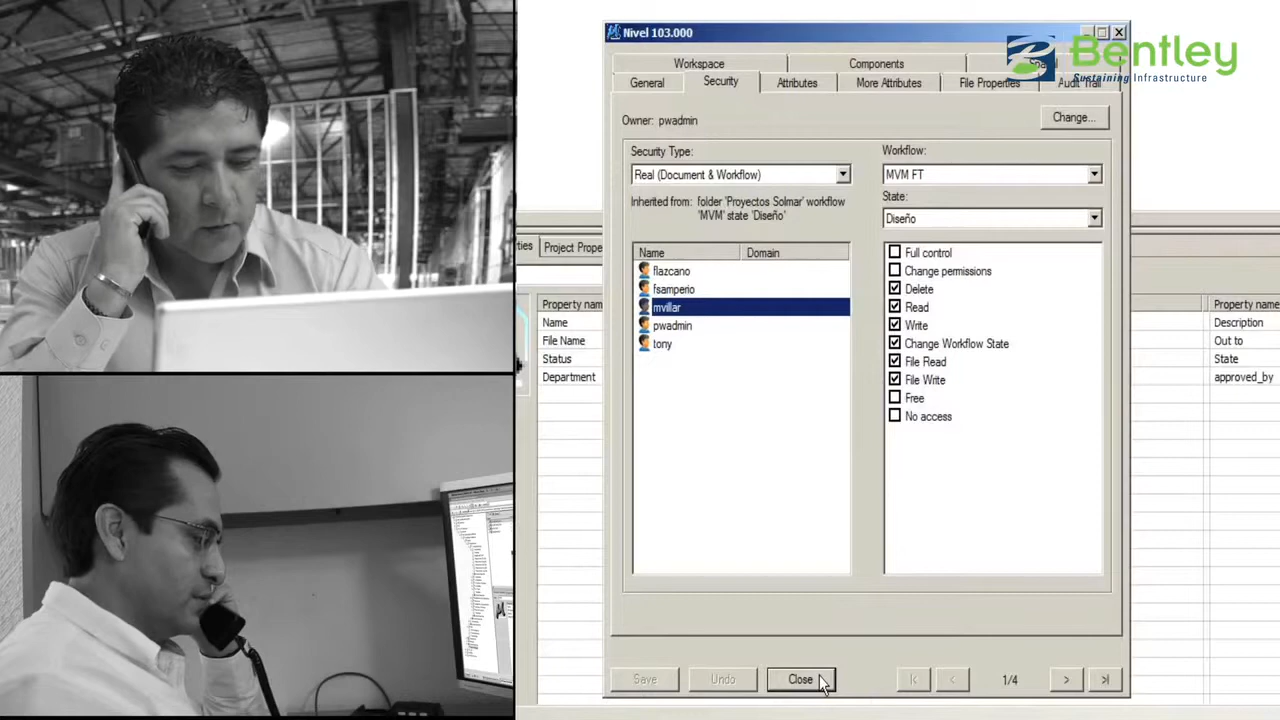 Nivel 103.000
Bentley
Sustaining Infrastructure
Workspace
Components
General
Security
Attributes
More Attributes
File Properties
Audit Trail
Owner: pwadmin
Change...
Security Type:
Real (Document & Workflow)
Inherited from: folder 'Proyectos Solmar' workflow
'MVM' state 'Diseño'
Workflow:
MVM FT
State:
Diseño
Name
Domain
flazcano
fsamperio
mvillar
pwadmin
tony
Full control
Change permissions
Delete
Read
Write
Change Workflow State
File Read
File Write
Free
No access
Save
Undo
Close
1/4
ties
Project Prope
Property nam
Name
File Name
Status
Department
Property name
Description
Out to
State
approved_by